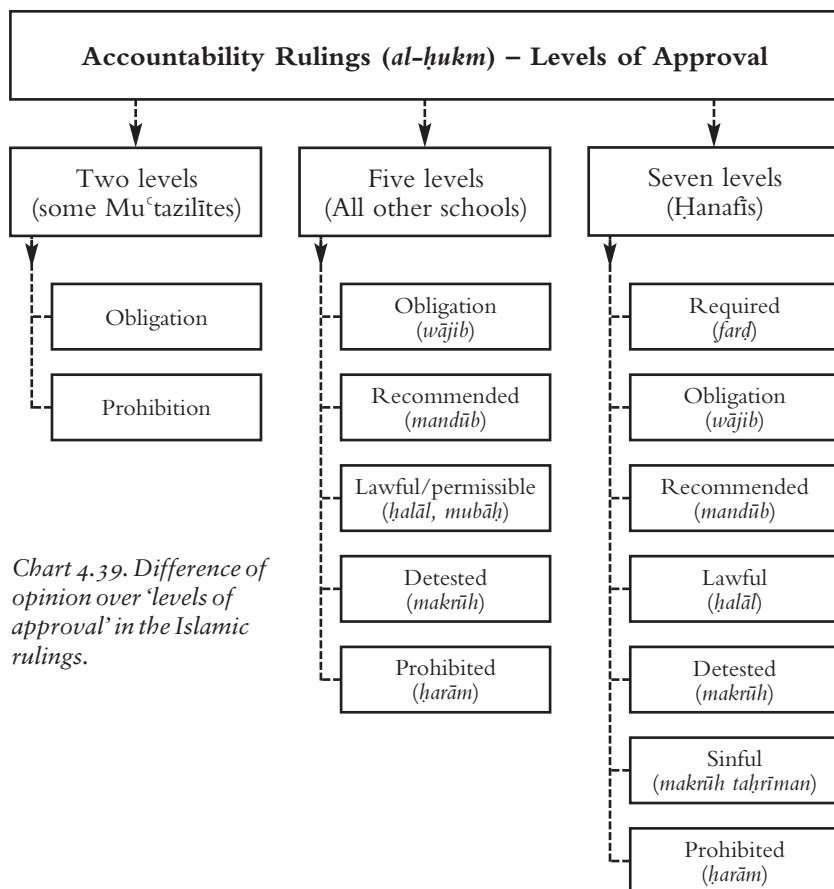 Accountability Rulings (al-ḥukm) – Levels of Approval
Two levels
(some Muʿtazilītes)
Obligation
Prohibition
Five levels
(All other schools)
Obligation
(wājib)
Recommended
(mandūb)
Lawful/permissible
(ḥalāl, mubāḥ)
Detested
(makrūh)
Prohibited
(ḥarām)
Seven levels
(Ḥanafīs)
Required
(farḍ)
Obligation
(wājib)
Recommended
(mandūb)
Lawful
(ḥalāl)
Detested
(makrūh)
Sinful
(makrūh taḥrīman)
Prohibited
(ḥarām)
Chart 4.39. Difference of
opinion over ‘levels of
approval’ in the Islamic
rulings.